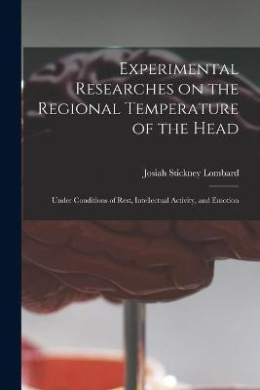 Experimental
Researches on the
Regional Temperature
of the Head
Josiah Stickney Lombard
Under Conditions of Rest, Intellectual Activity, and Emotion